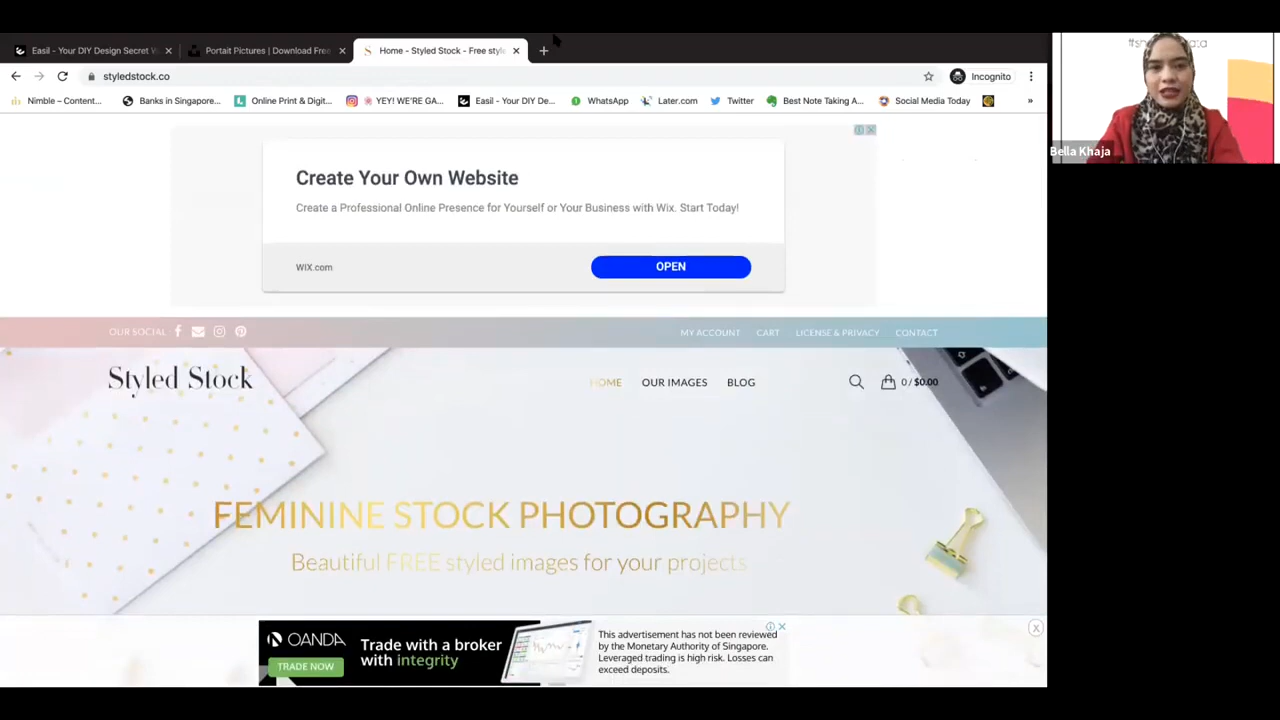 Easil - Your DIY Design Secret W
Portait Pictures | Download Free
Home - Styled Stock - Free style
styledstock.co
Incognito
Nimble – Content...
Banks in Singapore...
Online Print & Digit...
YEY! WE'RE GA...
Easil - Your DIY De...
WhatsApp
Later.com
Twitter
Best Note Taking A...
Social Media Today
»
Bella Khaja
Create Your Own Website
Create a Professional Online Presence for Yourself or Your Business with Wix. Start Today!
WIX.com
OPEN
OUR SOCIAL
MY ACCOUNT
CART
LICENSE & PRIVACY
CONTACT
Styled Stock
HOME
OUR IMAGES
BLOG
0 / $0.00
FEMININE STOCK PHOTOGRAPHY
Beautiful FREE styled images for your projects
OANDA
TRADE NOW
Trade with a broker
with integrity
This advertisement has not been reviewed
by the Monetary Authority of Singapore.
Leveraged trading is high risk. Losses can
exceed deposits.